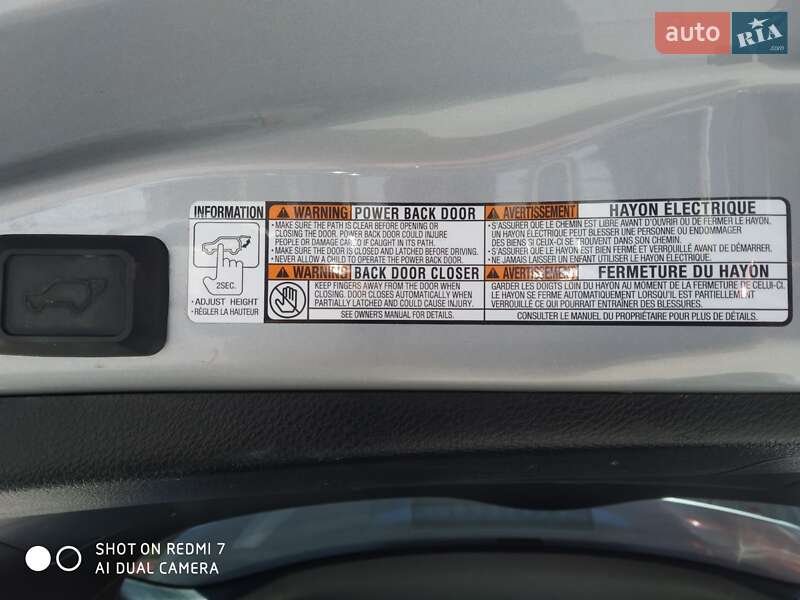 auto RIA
.com
INFORMATION
2SEC.
• ADJUST HEIGHT
• RÉGLER LA HAUTEUR
WARNING POWER BACK DOOR
• MAKE SURE THE PATH IS CLEAR BEFORE OPENING OR
CLOSING THE DOOR. POWER BACK DOOR COULD INJURE
PEOPLE OR DAMAGE CARGO IF CAUGHT IN ITS PATH.
• MAKE SURE THE DOOR IS CLOSED AND LATCHED BEFORE DRIVING.
• NEVER ALLOW A CHILD TO OPERATE THE POWER BACK DOOR.
WARNING BACK DOOR CLOSER
KEEP FINGERS AWAY FROM THE DOOR WHEN
CLOSING. DOOR CLOSES AUTOMATICALLY WHEN
PARTIALLY LATCHED AND COULD CAUSE INJURY.
SEE OWNER'S MANUAL FOR DETAILS.
AVERTISSEMENT HAYON ÉLECTRIQUE
• S'ASSURER QUE LE CHEMIN EST LIBRE AVANT D'OUVRIR OU DE FERMER LE HAYON.
UN HAYON ÉLECTRIQUE PEUT BLESSER UNE PERSONNE OU ENDOMMAGER
DES BIENS SI CEUX-CI SE TROUVENT DANS SON CHEMIN.
• S'ASSURER QUE LE HAYON EST BIEN FERMÉ ET VERROUILLÉ AVANT DE DÉMARRER.
• NE JAMAIS LAISSER UN ENFANT UTILISER LE HAYON ÉLECTRIQUE.
AVERTISSEMENT FERMETURE DU HAYON
GARDER LES DOIGTS LOIN DU HAYON AU MOMENT DE LA FERMETURE DE CELUI-CI.
LE HAYON SE FERME AUTOMATIQUEMENT LORSQU'IL EST PARTIELLEMENT
VERROUILLÉ CE QUI POURRAIT ENTRAÎNER DES BLESSURES.
CONSULTER LE MANUEL DU PROPRIÉTAIRE POUR PLUS DE DÉTAILS.
SHOT ON REDMI 7
AI DUAL CAMERA